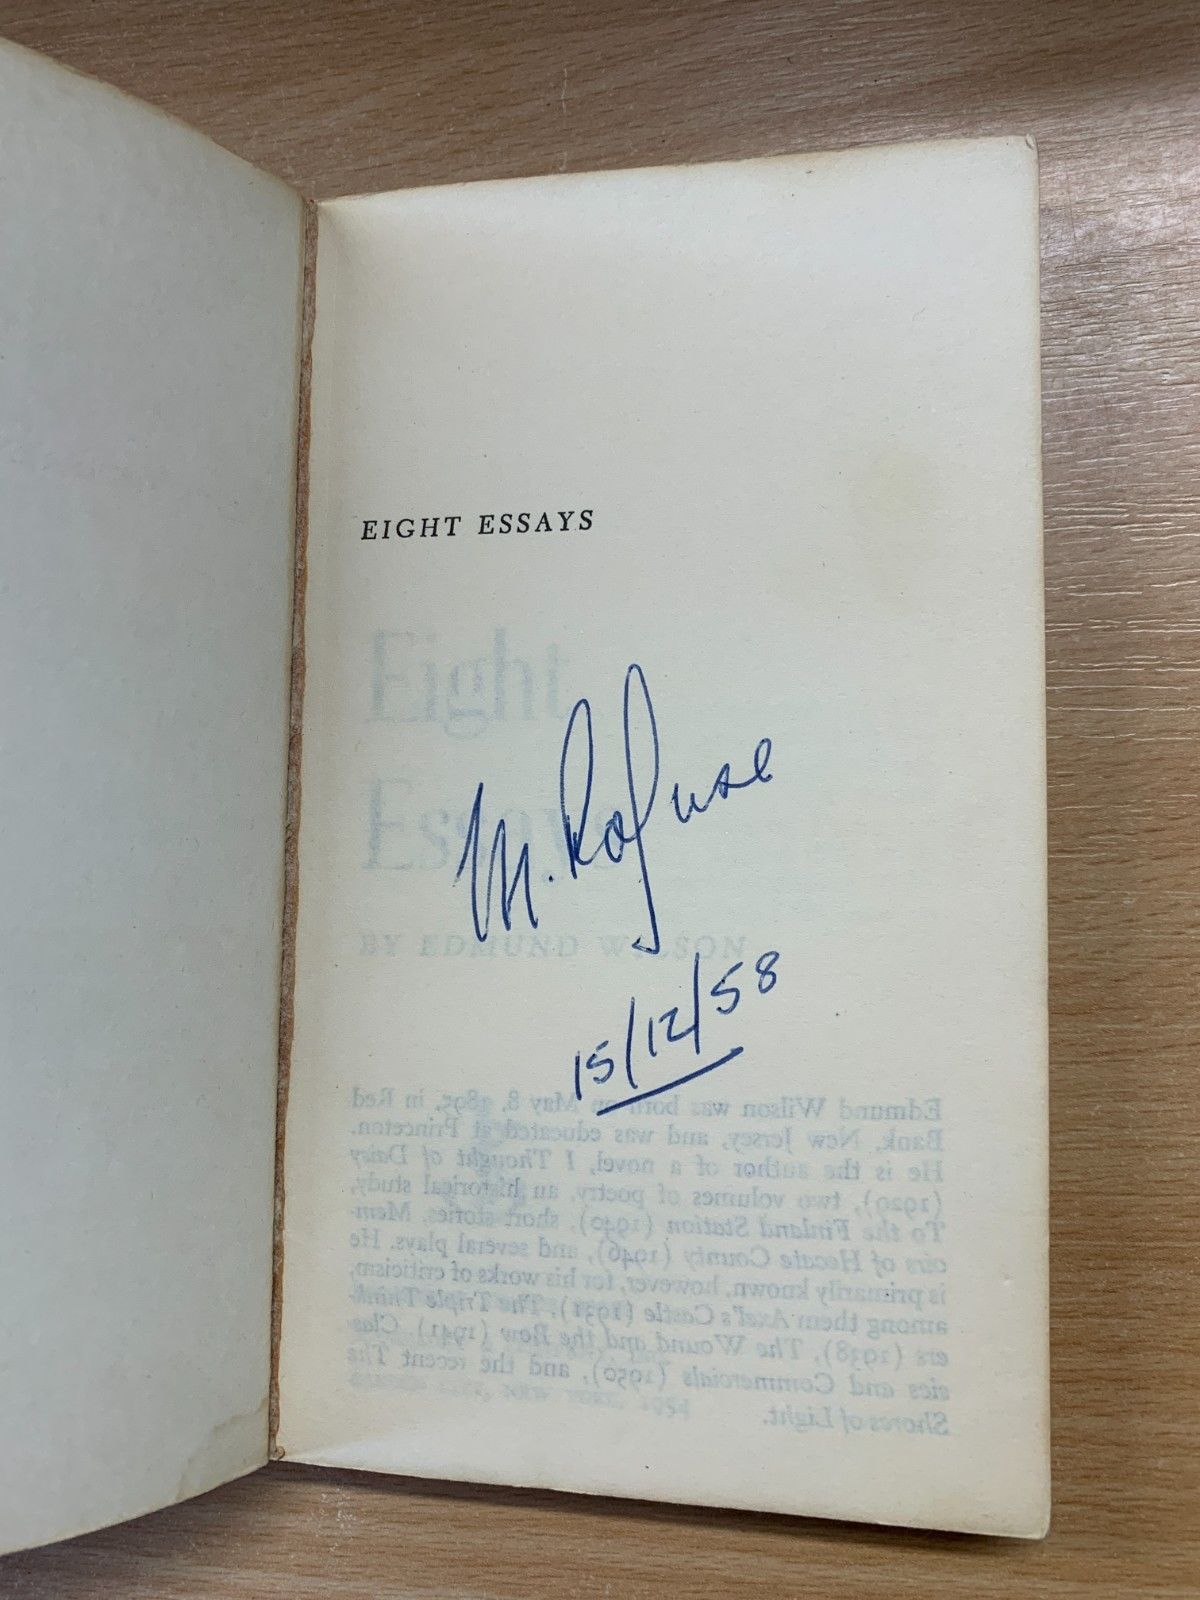 EIGHT ESSAYS
Eight
Essays
M. Rafuse
BY EDMUND WILSON
15/12/58
Edmund Wilson was born on May 8, 1895, in Red
Bank, New Jersey, and was educated at Princeton.
He is the author of a novel, I Thought of Daisy
(1929), two volumes of poetry, an historical study,
To the Finland Station (1940), short stories, Mem-
oirs of Hecate County (1946), and several plays. He
is primarily known, however, for his works of criticism,
among them Axel's Castle (1931), The Triple Think-
ers (1938), The Wound and the Bow (1941), Clas-
sics and Commercials (1950), and the recent The
Shores of Light.
NEW YORK, 1954